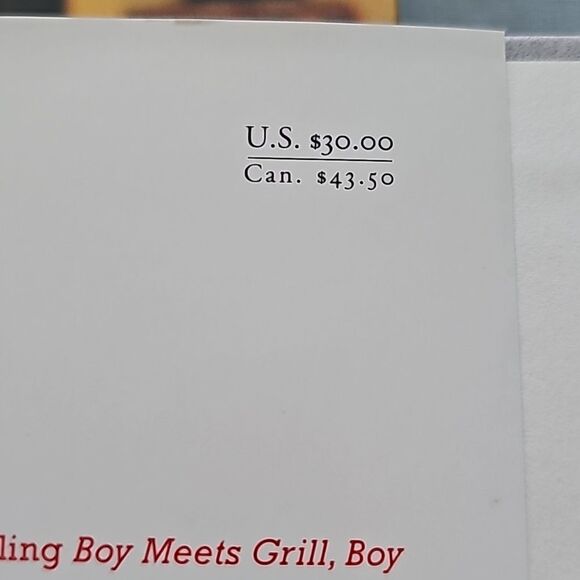 U.S. $30.00
Can. $43.50
ling Boy Meets Grill, Boy